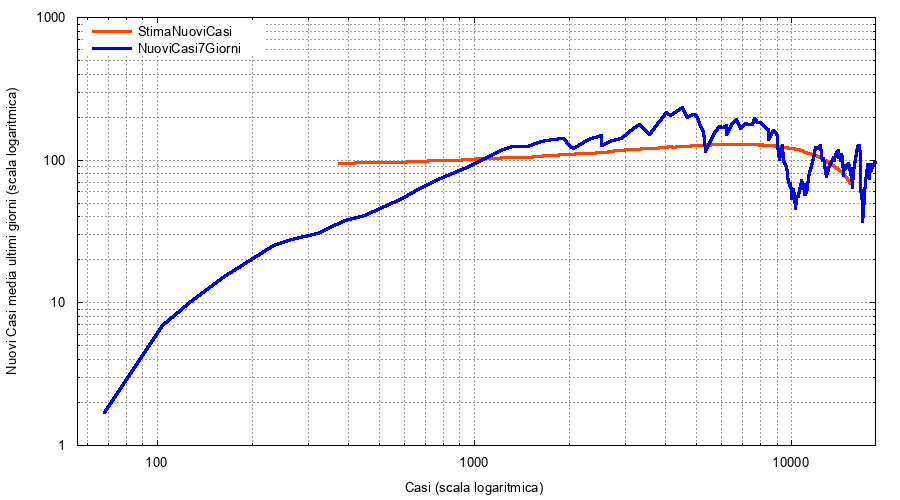 1000
StimaNuoviCasi
NuoviCasi7Giorni
100
10
1
Nuovi Casi media ultimi giorni (scala logaritmica)
100
1000
10000
Casi (scala logaritmica)